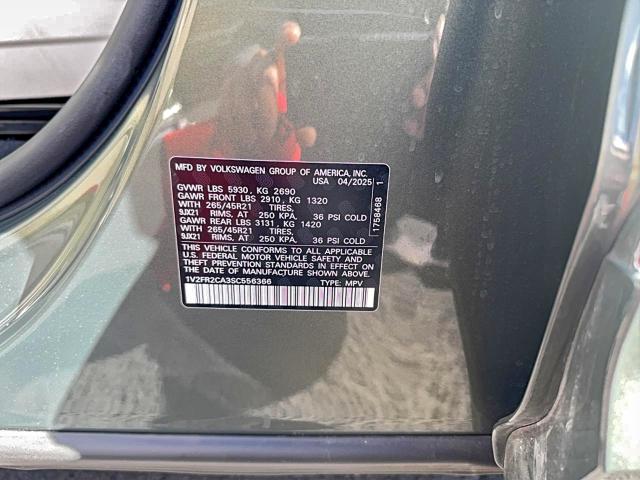 MFD BY VOLKSWAGEN GROUP OF AMERICA, INC.
USA 04/2025
GVWR LBS 5930, KG 2690
GAWR FRONT LBS 2910, KG 1320
WITH 265/45R21 TIRES,
9JX21 RIMS, AT 250 KPA, 36 PSI COLD
GAWR REAR LBS 3131, KG 1420
WITH 265/45R21 TIRES,
9JX21 RIMS, AT 250 KPA, 36 PSI COLD
THIS VEHICLE CONFORMS TO ALL APPLICABLE
U.S. FEDERAL MOTOR VEHICLE SAFETY AND
THEFT PREVENTION STANDARDS IN EFFECT ON
THE DATE OF MANUFACTURE SHOWN ABOVE.
1V2FR2CA3SC556366 TYPE: MPV
1758468 1